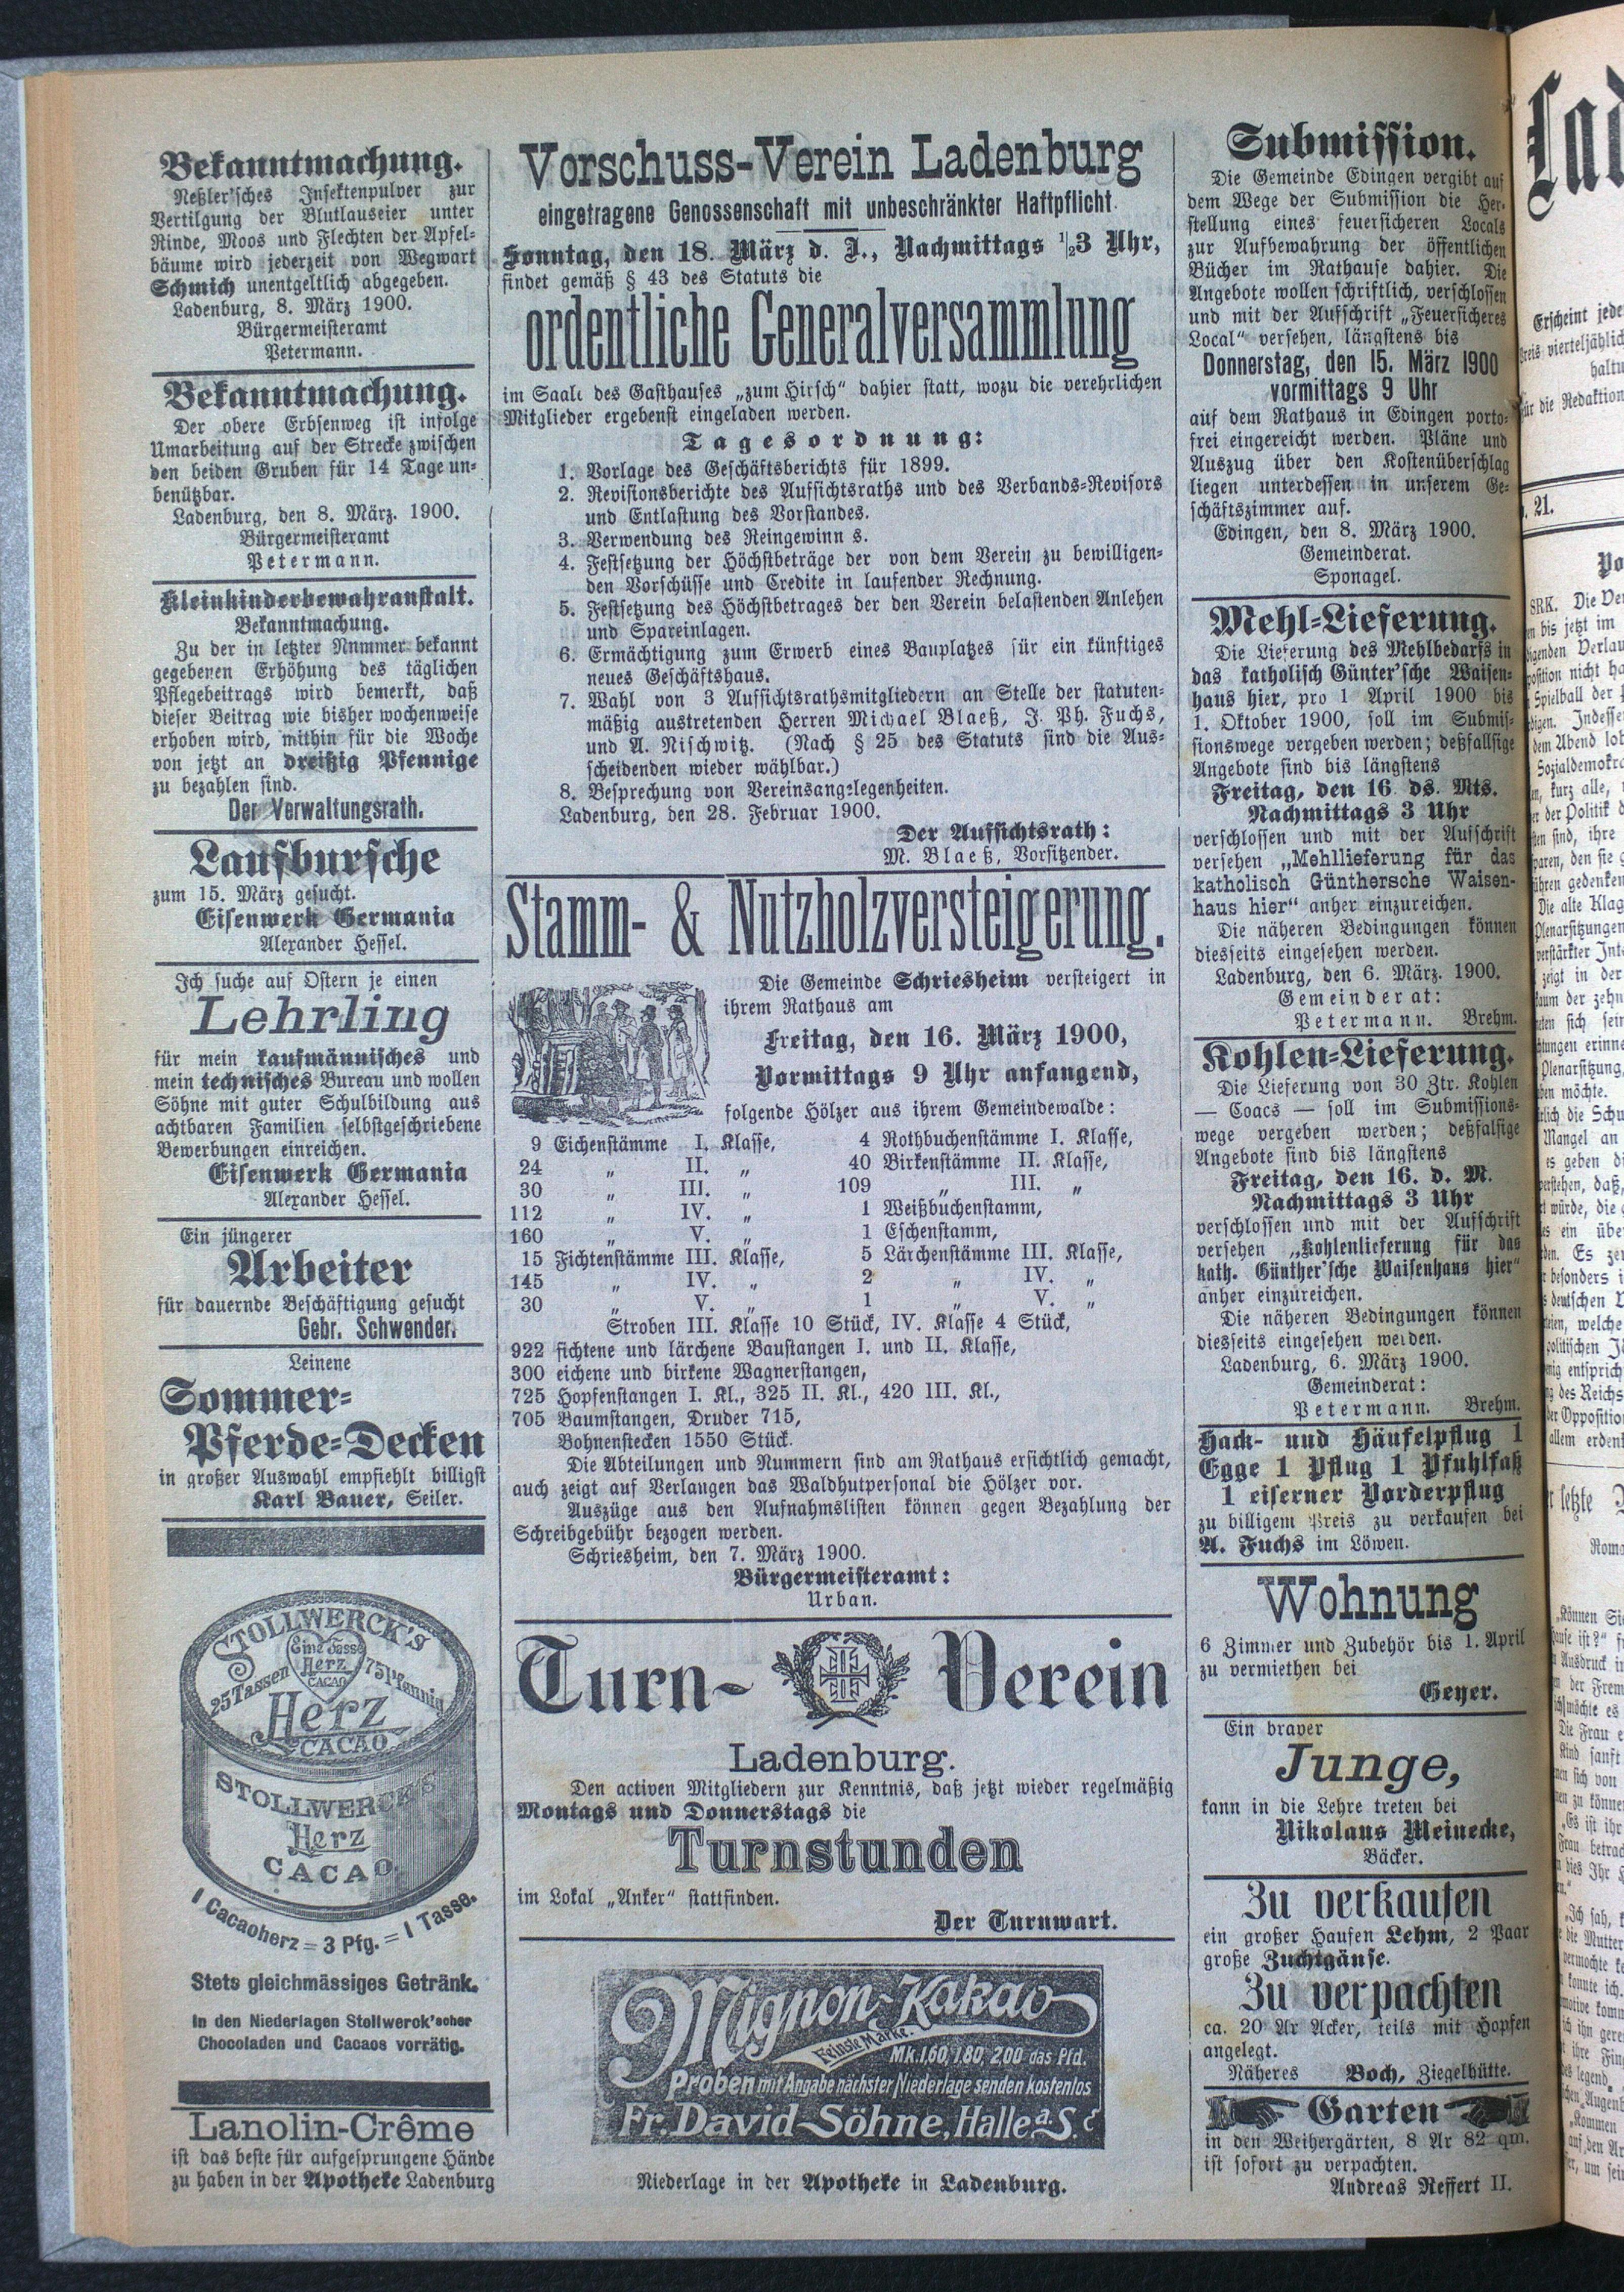 Bekanntmachung.
Neßler'sches Insektenpulver zur
Vertilgung der Blutlauseier unter
Rinde, Moos und Flechten der Apfel-
bäume wird jederzeit von Wegwart
Schmich unentgeltlich abgegeben.
Ladenburg, 8. März 1900.
Bürgermeisteramt
Petermann.
Bekanntmachung.
Der obere Erbsenweg ist infolge
Umarbeitung auf der Strecke zwischen
den beiden Gruben für 14 Tage un-
benützbar.
Ladenburg, den 8. März. 1900.
Bürgermeisteramt
Petermann.
Kleinkinderbewahranstalt.
Bekanntmachung.
Zu der in letzter Nnmmer bekannt
gegebenen Erhöhung des täglichen
Pflegebeitrags wird bemerkt, daß
dieser Beitrag wie bisher wochenweise
erhoben wird, mithin für die Woche
von jetzt an dreißig Pfennige
zu bezahlen sind.
Der Verwaltungsrath.
Laufbursche
zum 15. März gesucht.
Eisenwerk Germania
Alexander Hessel.
Ich suche auf Ostern je einen
Lehrling
für mein kaufmännisches und
mein technisches Bureau und wollen
Söhne mit guter Schulbildung aus
achtbaren Familien selbstgeschriebene
Bewerbungen einreichen.
Eisenwerk Germania
Alexander Hessel.
Ein jüngerer
Arbeiter
für dauernde Beschäftigung gesucht
Gebr. Schwender.
Leinene
Sommer-
Pferde-Decken
in großer Auswahl empfiehlt billigst
Karl Bauer, Seiler.
STOLLWERCK'S
Eine Tasse
Herz
CACAO
25 Tassen 75 Pfennig
Herz
CACAO
STOLLWERCK'S
Herz
CACAO
1 Cacaoherz = 3 Pfg. = 1 Tasse.
Stets gleichmässiges Getränk.
In den Niederlagen Stollwerck'scher
Chocoladen und Cacaos vorrätig.
Lanolin-Crême
ist das beste für aufgesprungene Hände
zu haben in der Apotheke Ladenburg
Vorschuss-Verein Ladenburg
eingetragene Genossenschaft mit unbeschränkter Haftpflicht.
Sonntag, den 18. März d. J., Nachmittags ½3 Uhr,
findet gemäß § 43 des Statuts die
ordentliche Generalversammlung
im Saale des Gasthauses „zum Hirsch“ dahier statt, wozu die verehrlichen
Mitglieder ergebenst eingeladen werden.
Tagesordnung:
1. Vorlage des Geschäftsberichts für 1899.
2. Revisionsberichte des Aufsichtsraths und des Verbands-Revisors
und Entlastung des Vorstandes.
3. Verwendung des Reingewinn s.
4. Festsetzung der Höchstbeträge der von dem Verein zu bewilligen-
den Vorschüsse und Credite in laufender Rechnung.
5. Festsetzung des Höchstbetrages der den Verein belastenden Anlehen
und Spareinlagen.
6. Ermächtigung zum Erwerb eines Bauplatzes für ein künftiges
neues Geschäftshaus.
7. Wahl von 3 Aufsichtsrathsmitgliedern an Stelle der statuten-
mäßig austretenden Herren Michael Blaeß, J. Ph. Fuchs,
und A. Nischwitz. (Nach § 25 des Statuts sind die Aus-
scheidenden wieder wählbar.)
8. Besprechung von Vereinsangelegenheiten.
Ladenburg, den 28. Februar 1900.
Der Aufsichtsrath:
M. Blaeß, Vorsitzender.
Stamm- & Nutzholzversteigerung.
Die Gemeinde Schriesheim versteigert in
ihrem Rathaus am
Freitag, den 16. März 1900,
Vormittags 9 Uhr anfangend,
folgende Hölzer aus ihrem Gemeindewalde:
9 Eichenstämme I. Klasse,
24 „ II. „
30 „ III. „
112 „ IV. „
160 „ V. „
15 Fichtenstämme III. Klasse,
145 „ IV. „
30 „ V. „
4 Rothbuchenstämme I. Klasse,
40 Birkenstämme II. Klasse,
109 „ III. „
1 Weißbuchenstamm,
1 Eschenstamm,
5 Lärchenstämme III. Klasse,
2 „ IV. „
1 „ V. „
Stroben III. Klasse 10 Stück, IV. Klasse 4 Stück,
922 fichtene und lärchene Baustangen I. und II. Klasse,
300 eichene und birkene Wagnerstangen,
725 Hopfenstangen I. Kl., 325 II. Kl., 420 III. Kl.,
705 Baumstangen, Druder 715,
Bohnenstecken 1550 Stück.
Die Abteilungen und Nummern sind am Rathaus ersichtlich gemacht,
auch zeigt auf Verlangen das Waldhutpersonal die Hölzer vor.
Auszüge aus den Aufnahmslisten können gegen Bezahlung der
Schreibgebühr bezogen werden.
Schriesheim, den 7. März 1900.
Bürgermeisteramt:
Urban.
Turn- Verein
Ladenburg.
Den activen Mitgliedern zur Kenntnis, daß jetzt wieder regelmäßig
Montags und Donnerstags die
Turnstunden
im Lokal „Anker“ stattfinden.
Der Turnwart.
Mignon-Kakao
Feinste Marke.
Mk. 1,60, 1,80, 2,00 das Pfd.
Proben mit Angabe nächster Niederlage senden kostenlos
Fr. David Söhne, Halle a. S.
Niederlage in der Apotheke in Ladenburg.
Submission.
Die Gemeinde Edingen vergibt auf
dem Wege der Submission die Her-
stellung eines feuersicheren Locals
zur Aufbewahrung der öffentlichen
Bücher im Rathause dahier. Die
Angebote wollen schriftlich, verschlossen
und mit der Aufschrift „Feuersicheres
Local“ versehen, längstens bis
Donnerstag, den 15. März 1900
vormittags 9 Uhr
auf dem Rathaus in Edingen porto-
frei eingereicht werden. Pläne und
Auszug über den Kostenüberschlag
liegen unterdessen in unserem Ge-
schäftszimmer auf.
Edingen, den 8. März 1900.
Gemeinderat.
Sponagel.
Mehl-Lieferung.
Die Lieferung des Mehlbedarfs in
das katholisch Günter'sche Waisen-
haus hier, pro 1 April 1900 bis
1. Oktober 1900, soll im Submis-
sionswege vergeben werden; deßfallsige
Angebote sind bis längstens
Freitag, den 16. ds. Mts.
Nachmittags 3 Uhr
verschlossen und mit der Aufschrift
versehen „Mehllieferung für das
katholisch Günthersche Waisen-
haus hier“ anher einzureichen.
Die näheren Bedingungen können
diesseits eingesehen werden.
Ladenburg, den 6. März. 1900.
Gemeinderat:
Petermann. Brehm.
Kohlen-Lieferung.
Die Lieferung von 30 Ztr. Kohlen
— Coacs — soll im Submissions-
wege vergeben werden; deßfalsige
Angebote sind bis längstens
Freitag, den 16. d. M.
Nachmittags 3 Uhr
verschlossen und mit der Aufschrift
versehen „Kohlenlieferung für das
kath. Günther'sche Waisenhaus hier“
anher einzureichen.
Die näheren Bedingungen können
diesseits eingesehen werden.
Ladenburg, 6. März 1900.
Gemeinderat:
Petermann. Brehm.
Hack- und Häufelpflug 1
Egge 1 Pflug 1 Pfuhlfaß
1 eiserner Vorderpflug
zu billigem Preis zu verkaufen bei
A. Fuchs im Löwen.
Wohnung
6 Zimmer und Zubehör bis 1. April
zu vermiethen bei
Geyer.
Ein braver
Junge,
kann in die Lehre treten bei
Nikolaus Meinecke,
Bäcker.
Zu verkaufen
ein großer Haufen Lehm, 2 Paar
große Zuchtgänse.
Zu verpachten
ca. 20 Ar Acker, teils mit Hopfen
angelegt.
Näheres Boch, Ziegelhütte.
Garten
in den Weihergärten, 8 Ar 82 qm.
ist sofort zu verpachten.
Andreas Reffert II.
Lad
Erscheint jede
21.